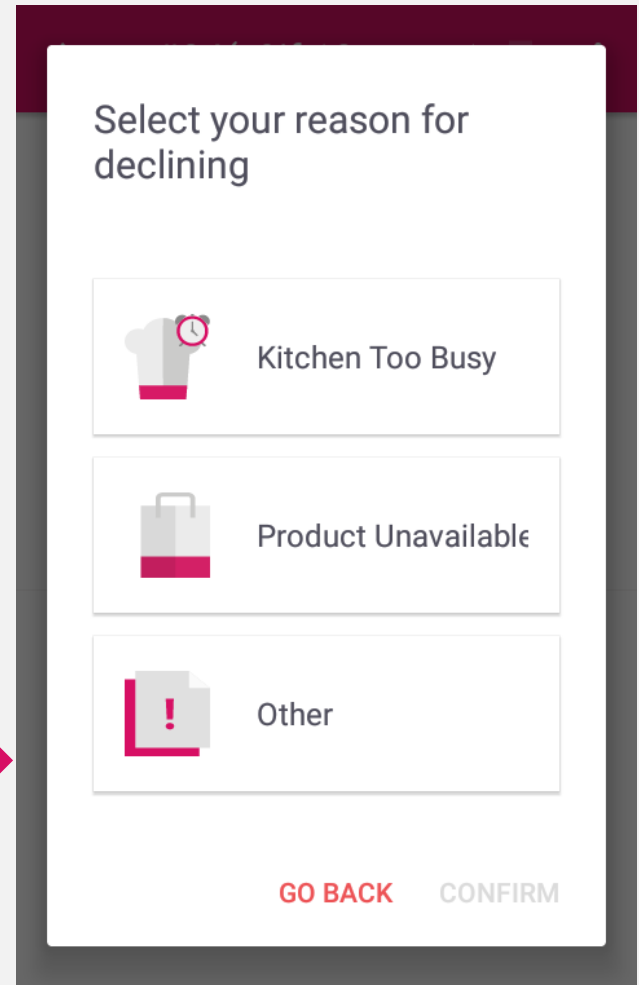 Select your reason for
declining
Kitchen Too Busy
Product Unavailable
!
Other
GO BACK CONFIRM